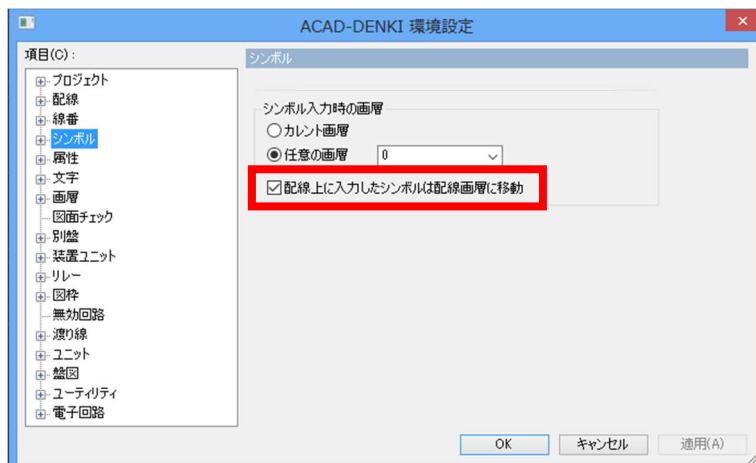 ACAD-DENKI 環境設定
項目(C) :
プロジェクト
配線
線番
シンボル
属性
文字
画層
図面チェック
別盤
装置ユニット
リレー
図枠
無効回路
渡り線
ユニット
盤図
ユーティリティ
電子回路
シンボル
シンボル入力時の画層
カレント画層
任意の画層 0
配線上に入力したシンボルは配線画層に移動
OK キャンセル 適用(A)